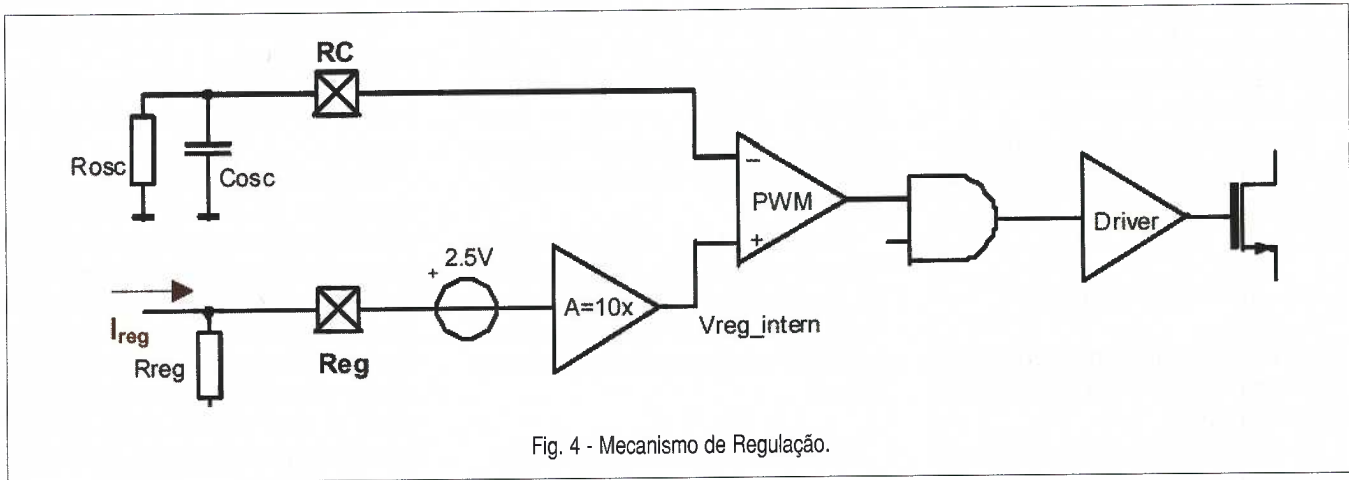 RC
Rosc
Cosc
PWM
−
+
Driver
+ 2.5V
A=10x
Vreg_intern
Ireg
Rreg
Reg
Fig. 4 - Mecanismo de Regulação.